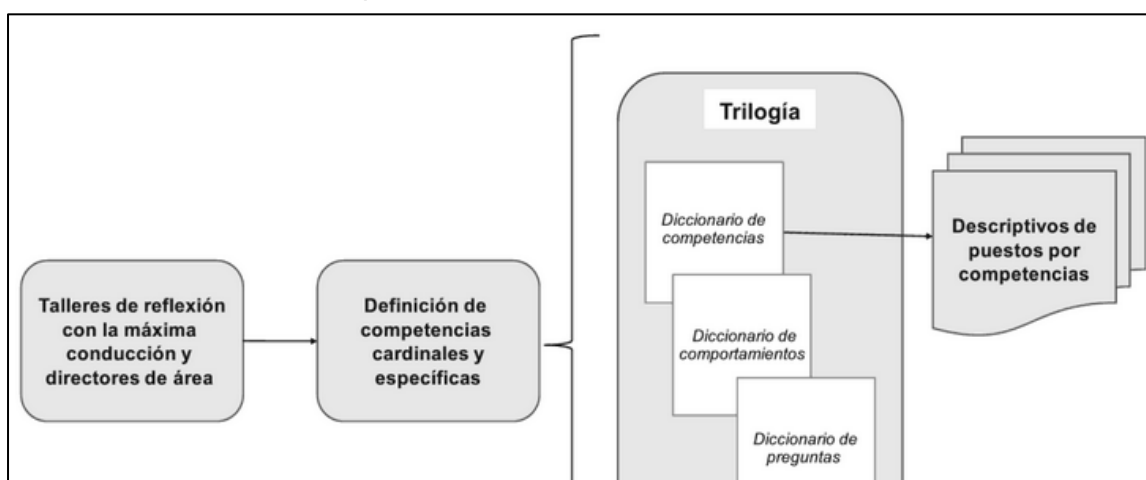 Trilogía
Diccionario de
competencias
Descriptivos de
puestos por
competencias
Talleres de reflexión
con la máxima
conducción y
directores de área
Definición de
competencias
cardinales y
específicas
Diccionario de
comportamientos
Diccionario de
preguntas